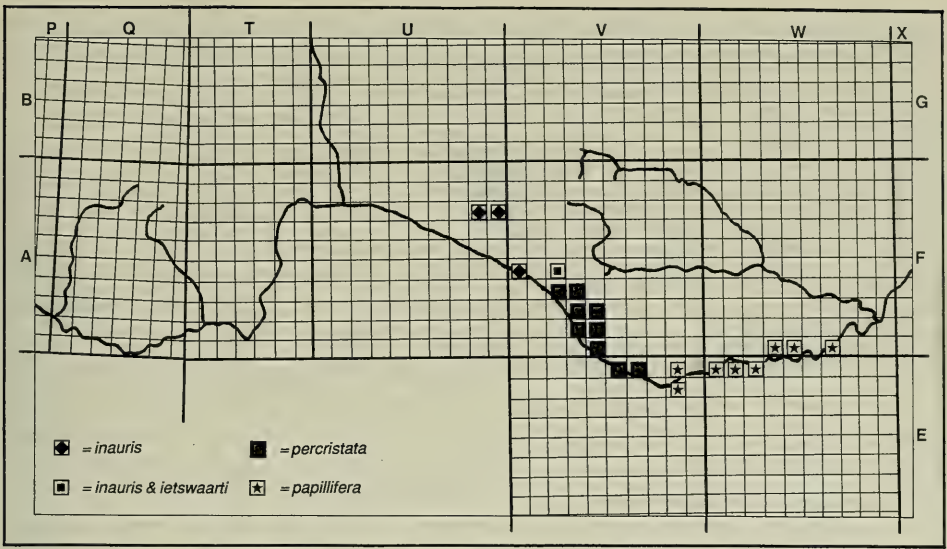 P Q T U V W X
B G
A F
E
= inauris = percristata
= inauris & ietswaarti = papillifera